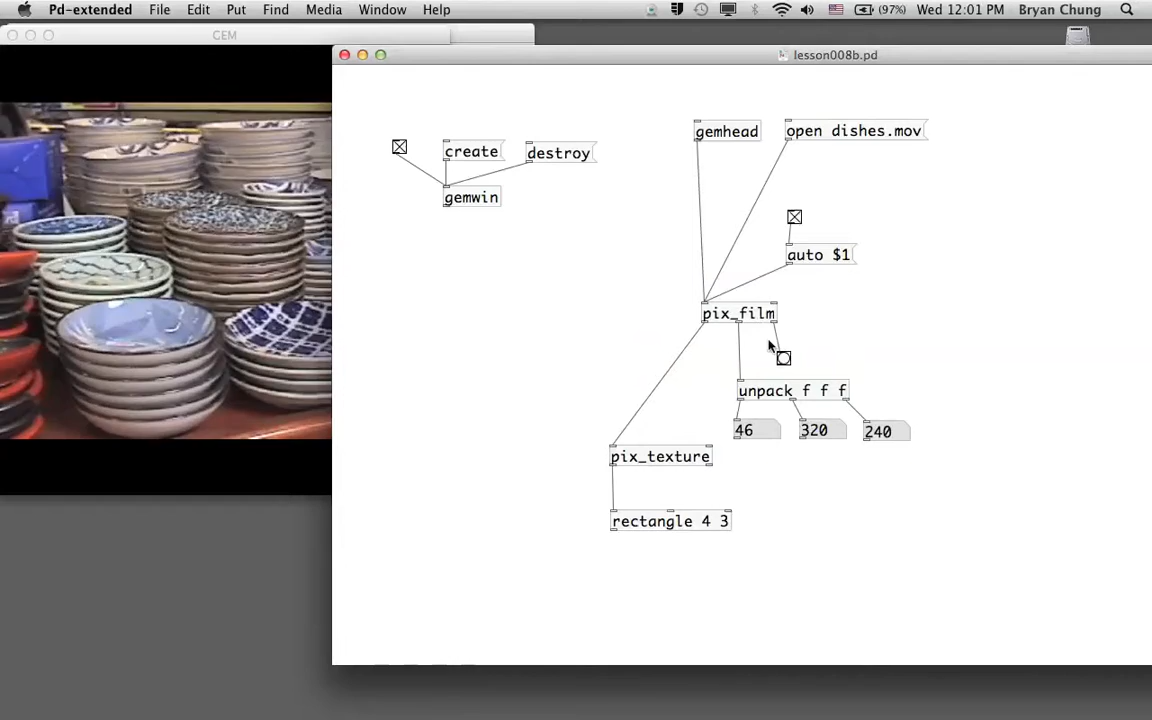 Pd-extended File Edit Put Find Media Window Help (97%) Wed 12:01 PM Bryan Chung
lesson008b.pd
gemhead
open dishes.mov
create
destroy
gemwin
auto $1
pix_film
unpack f f f
46
320
240
pix_texture
rectangle 4 3